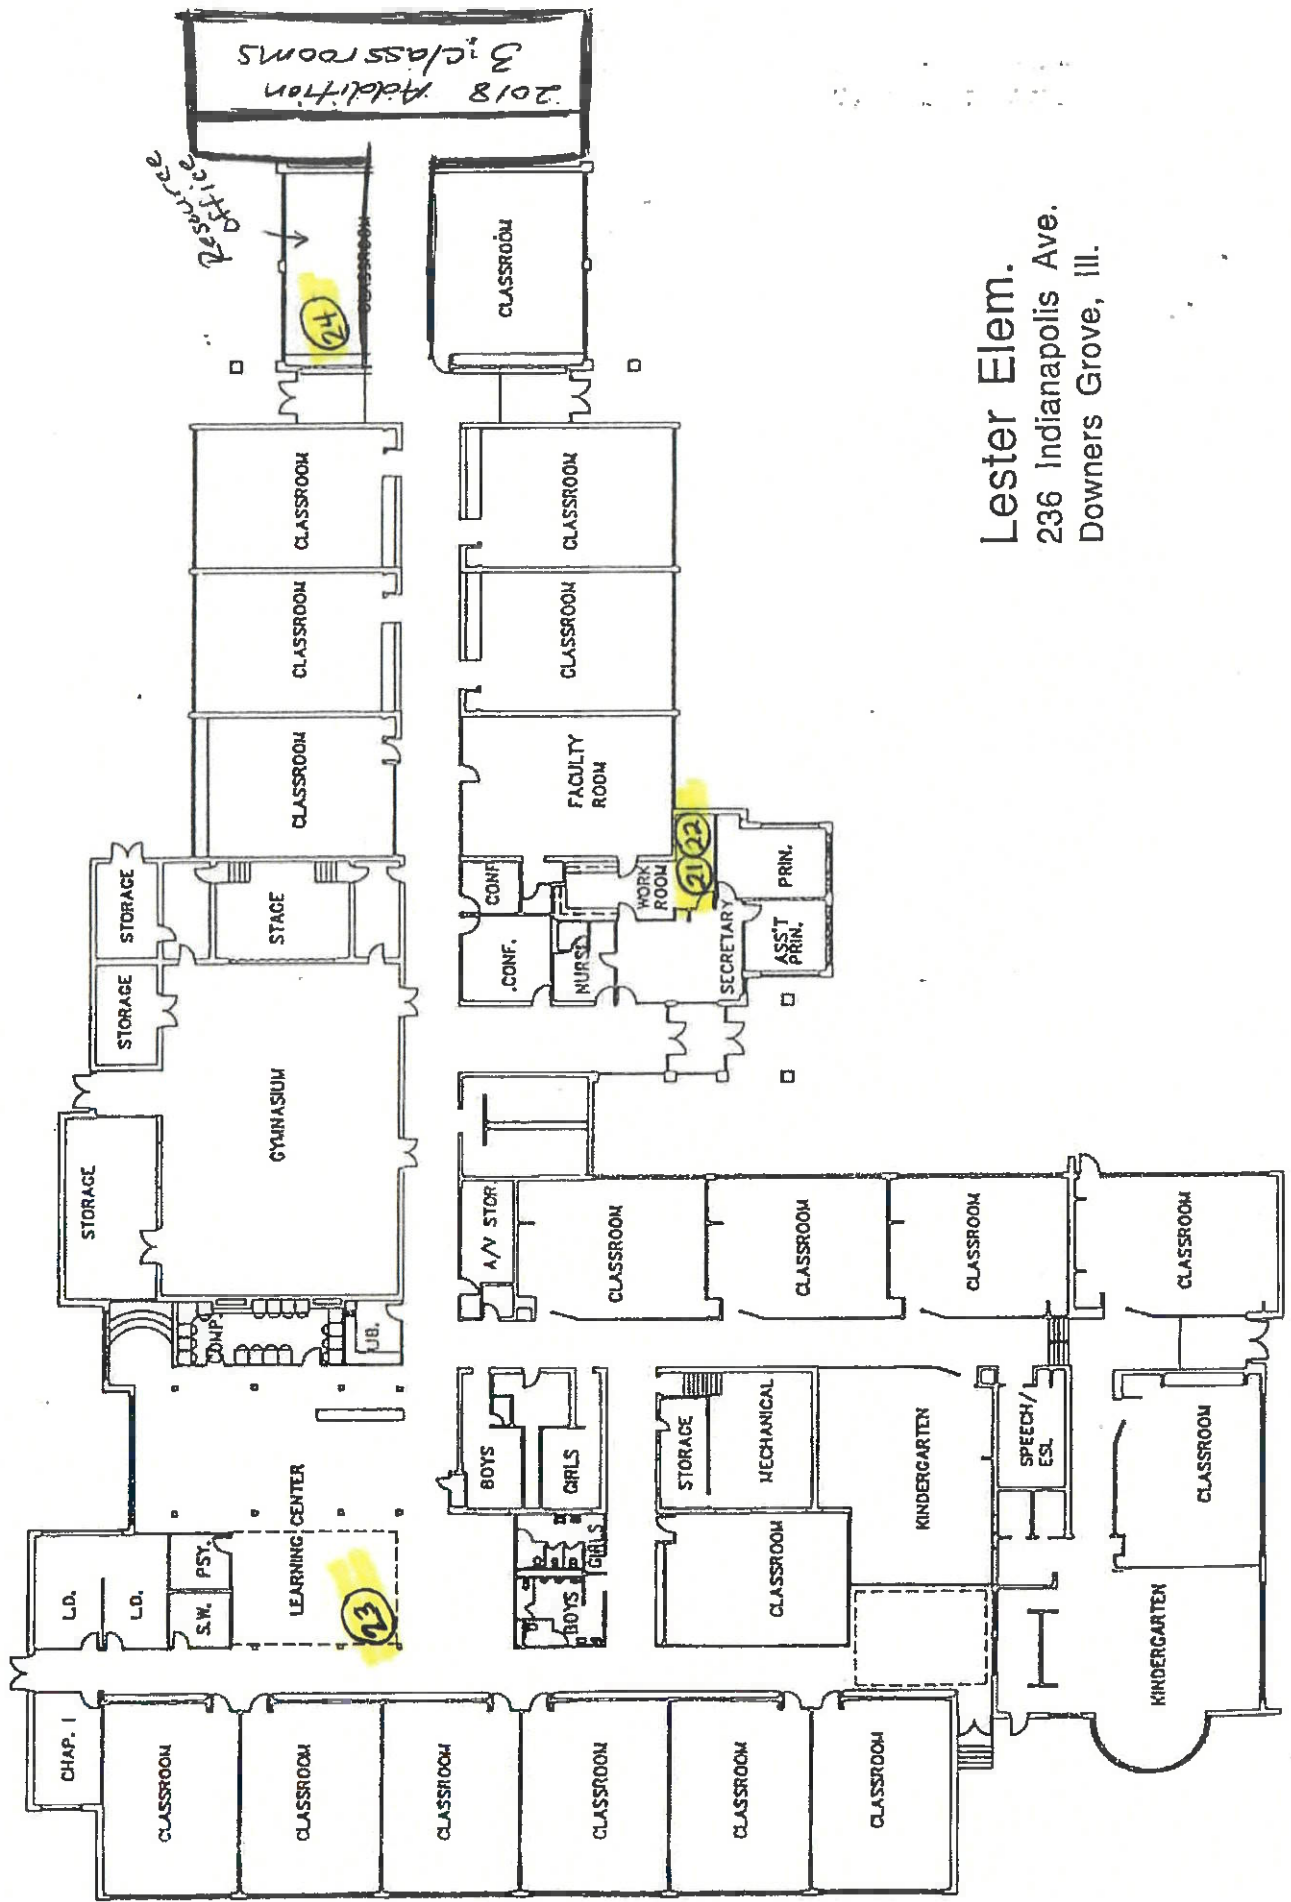 Lester Elem.
236 Indianapolis Ave.
Downers Grove, Ill.
CHAP. 1
L.D.
L.D.
S.W.
PSY.
LEARNING CENTER
23
COMP.
STORAGE
GYMNASIUM
STORAGE
STORAGE
STAGE
CLASSROOM
CLASSROOM
CLASSROOM
24
Resource
Office
CLASSROOM
2018 Addition
3 classrooms
CLASSROOM
CLASSROOM
CLASSROOM
CLASSROOM
CLASSROOM
CLASSROOM
BOYS
GIRLS
BOYS
GIRLS
A/V STOR.
CONF.
CONF.
NURSE
WORK
ROOM
21
22
SECRETARY
ASS'T
PRIN.
PRIN.
FACULTY
ROOM
CLASSROOM
CLASSROOM
CLASSROOM
CLASSROOM
STORAGE
MECHANICAL
KINDERGARTEN
CLASSROOM
CLASSROOM
CLASSROOM
SPEECH/
ESL
KINDERGARTEN
CLASSROOM
CLASSROOM